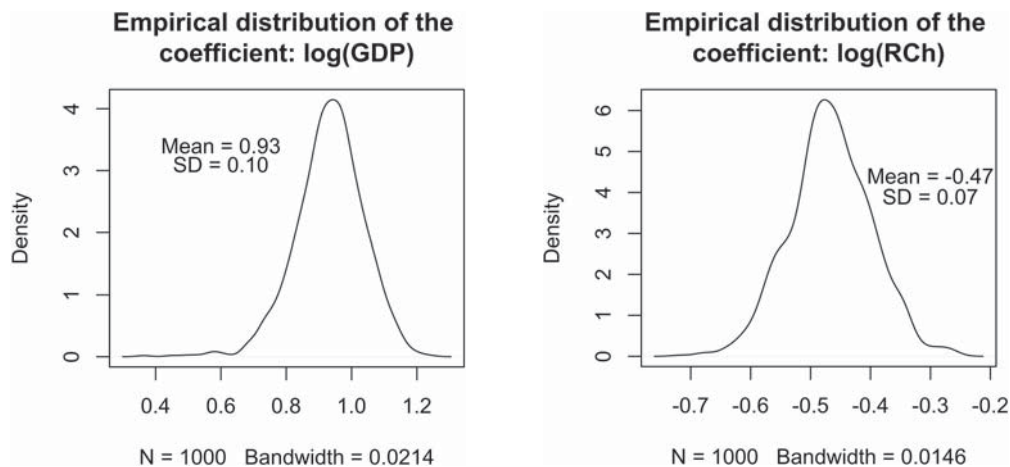 Empirical distribution of the
coefficient: log(GDP)
Density
4
3
2
1
0
Mean = 0.93
SD = 0.10
0.4 0.6 0.8 1.0 1.2
N = 1000 Bandwidth = 0.0214
Empirical distribution of the
coefficient: log(RCh)
Density
6
5
4
3
2
1
0
Mean = -0.47
SD = 0.07
-0.7 -0.6 -0.5 -0.4 -0.3 -0.2
N = 1000 Bandwidth = 0.0146